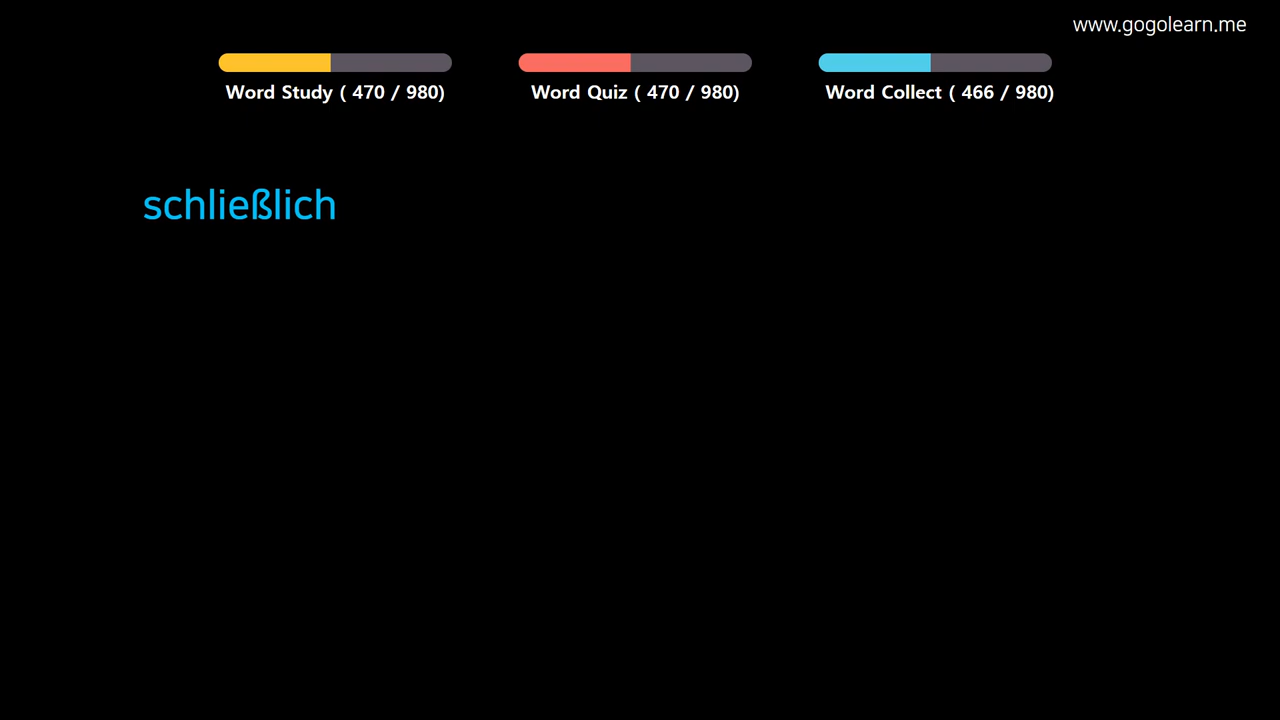 www.gogolearn.me
Word Study ( 470 / 980)
Word Quiz ( 470 / 980)
Word Collect ( 466 / 980)
schließlich